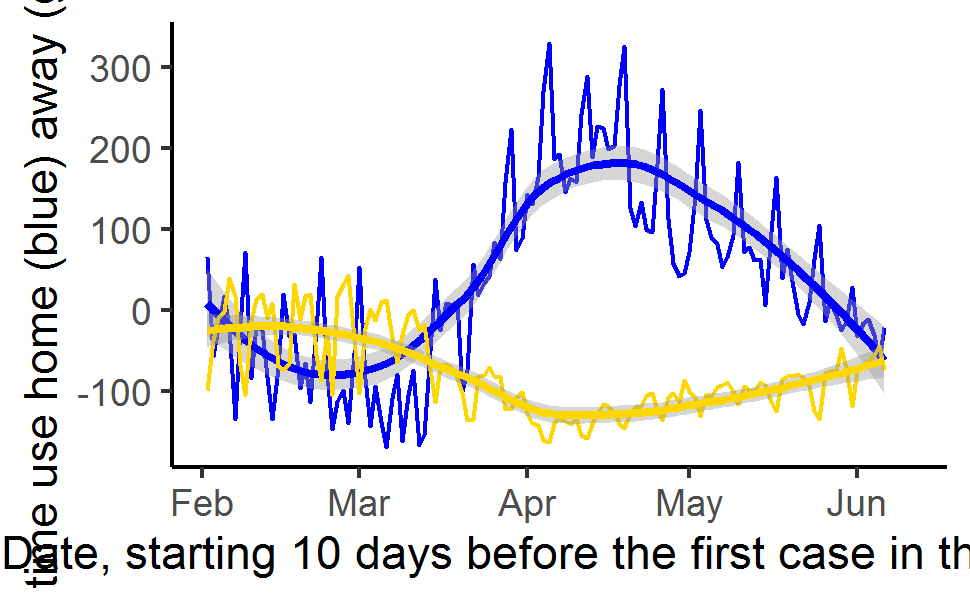 time use home (blue) away (
300
200
100
0
-100
Feb Mar Apr May Jun
Date, starting 10 days before the first case in th